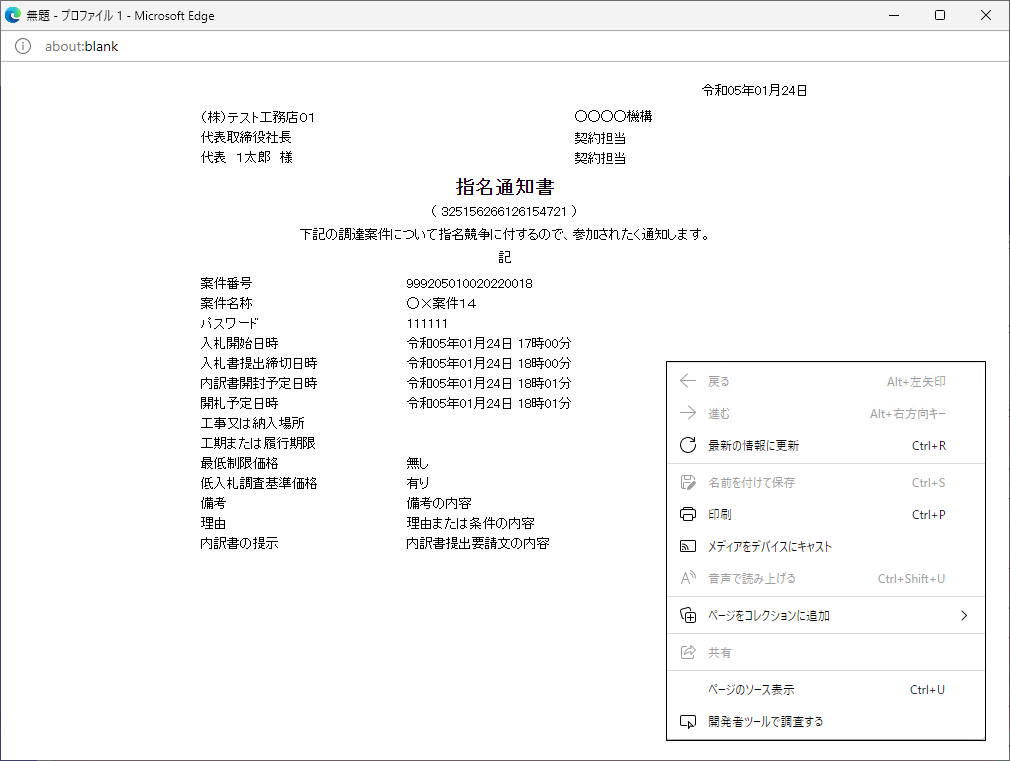 無題 - プロファイル 1 - Microsoft Edge
about:blank
令和05年01月24日
(株)テスト工務店01
代表取締役社長
代表 1太郎 様
〇〇〇〇機構
契約担当
契約担当
指名通知書
( 325156266126154721 )
下記の調達案件について指名競争に付するので、参加されたく通知します。
記
案件番号 999205010020220018
案件名称 〇×案件14
パスワード 111111
入札開始日時 令和05年01月24日 17時00分
入札書提出締切日時 令和05年01月24日 18時00分
内訳書開封予定日時 令和05年01月24日 18時01分
開札予定日時 令和05年01月24日 18時01分
工事又は納入場所
工期または履行期限
最低制限価格 無し
低入札調査基準価格 有り
備考 備考の内容
理由 理由または条件の内容
内訳書の提示 内訳書提出要請文の内容
戻る Alt+左矢印
進む Alt+右方向キー
最新の情報に更新 Ctrl+R
名前を付けて保存 Ctrl+S
印刷 Ctrl+P
メディアをデバイスにキャスト
音声で読み上げる Ctrl+Shift+U
ページをコレクションに追加
共有
ページのソース表示 Ctrl+U
開発者ツールで調査する